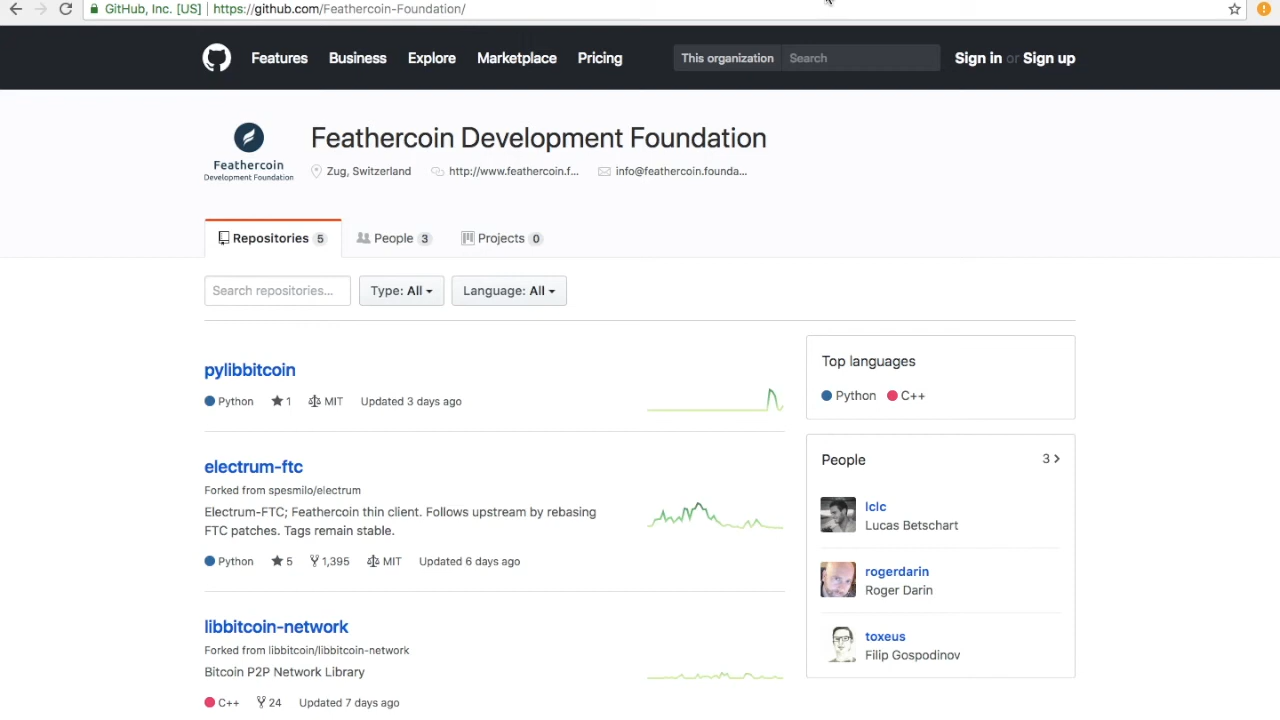 GitHub, Inc. [US] | https://github.com/Feathercoin-Foundation/
Features Business Explore Marketplace Pricing This organization Search Sign in or Sign up
Feathercoin
Development Foundation
Feathercoin Development Foundation
Zug, Switzerland http://www.feathercoin.f... info@feathercoin.founda...
Repositories 5 People 3 Projects 0
Search repositories... Type: All Language: All
pylibbitcoin
Python 1 MIT Updated 3 days ago
electrum-ftc
Forked from spesmilo/electrum
Electrum-FTC; Feathercoin thin client. Follows upstream by rebasing
FTC patches. Tags remain stable.
Python 5 1,395 MIT Updated 6 days ago
libbitcoin-network
Forked from libbitcoin/libbitcoin-network
Bitcoin P2P Network Library
C++ 24 Updated 7 days ago
Top languages
Python C++
People 3
lclc
Lucas Betschart
rogerdarin
Roger Darin
toxeus
Filip Gospodinov